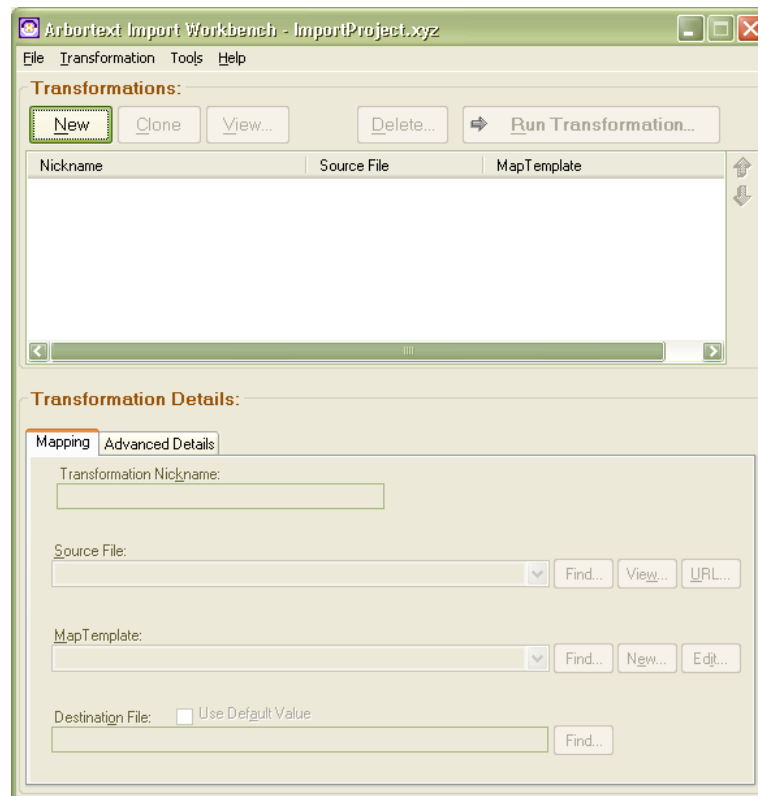 Arbortext Import Workbench - ImportProject.xyz
File Transformation Tools Help
Transformations:
New Clone View... Delete... Run Transformation...
Nickname Source File MapTemplate
Transformation Details:
Mapping Advanced Details
Transformation Nickname:
Source File:
Find... View... URL...
MapTemplate:
Find... New... Edit...
Destination File: Use Default Value
Find...